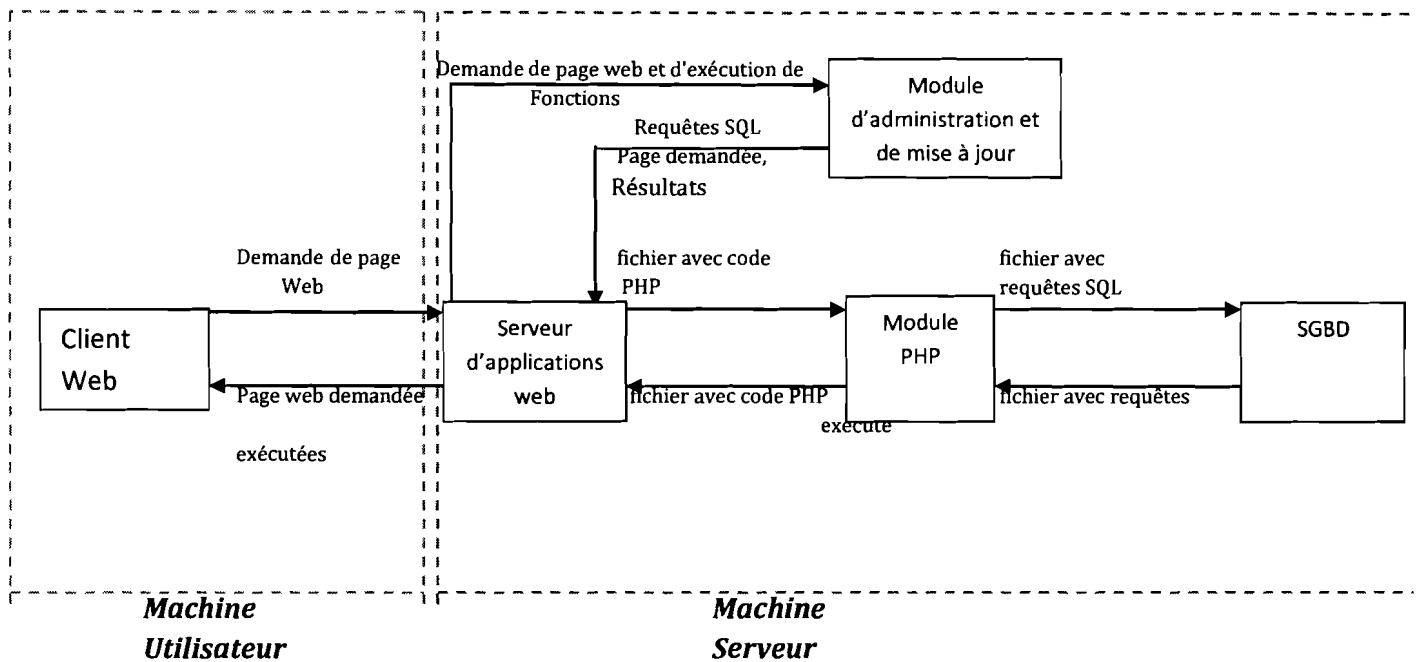 Demande de page web et d'exécution de
Fonctions
Module
d'administration et
de mise à jour
Requêtes SQL
Page demandée,
Résultats
Demande de page
Web
fichier avec code
PHP
fichier avec
requêtes SQL
Client
Web
Serveur
d'applications
web
Module
PHP
SGBD
Page web demandée
exécutées
fichier avec code PHP
exécuté
fichier avec requêtes
Machine
Utilisateur
Machine
Serveur